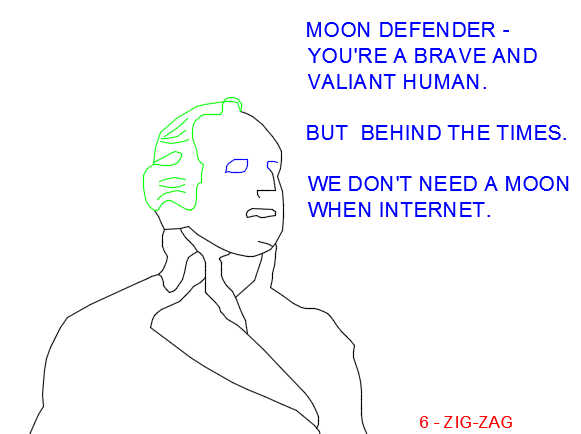 MOON DEFENDER -
YOU'RE A BRAVE AND
VALIANT HUMAN.
BUT BEHIND THE TIMES.
WE DON'T NEED A MOON
WHEN INTERNET.
6 - ZIG-ZAG